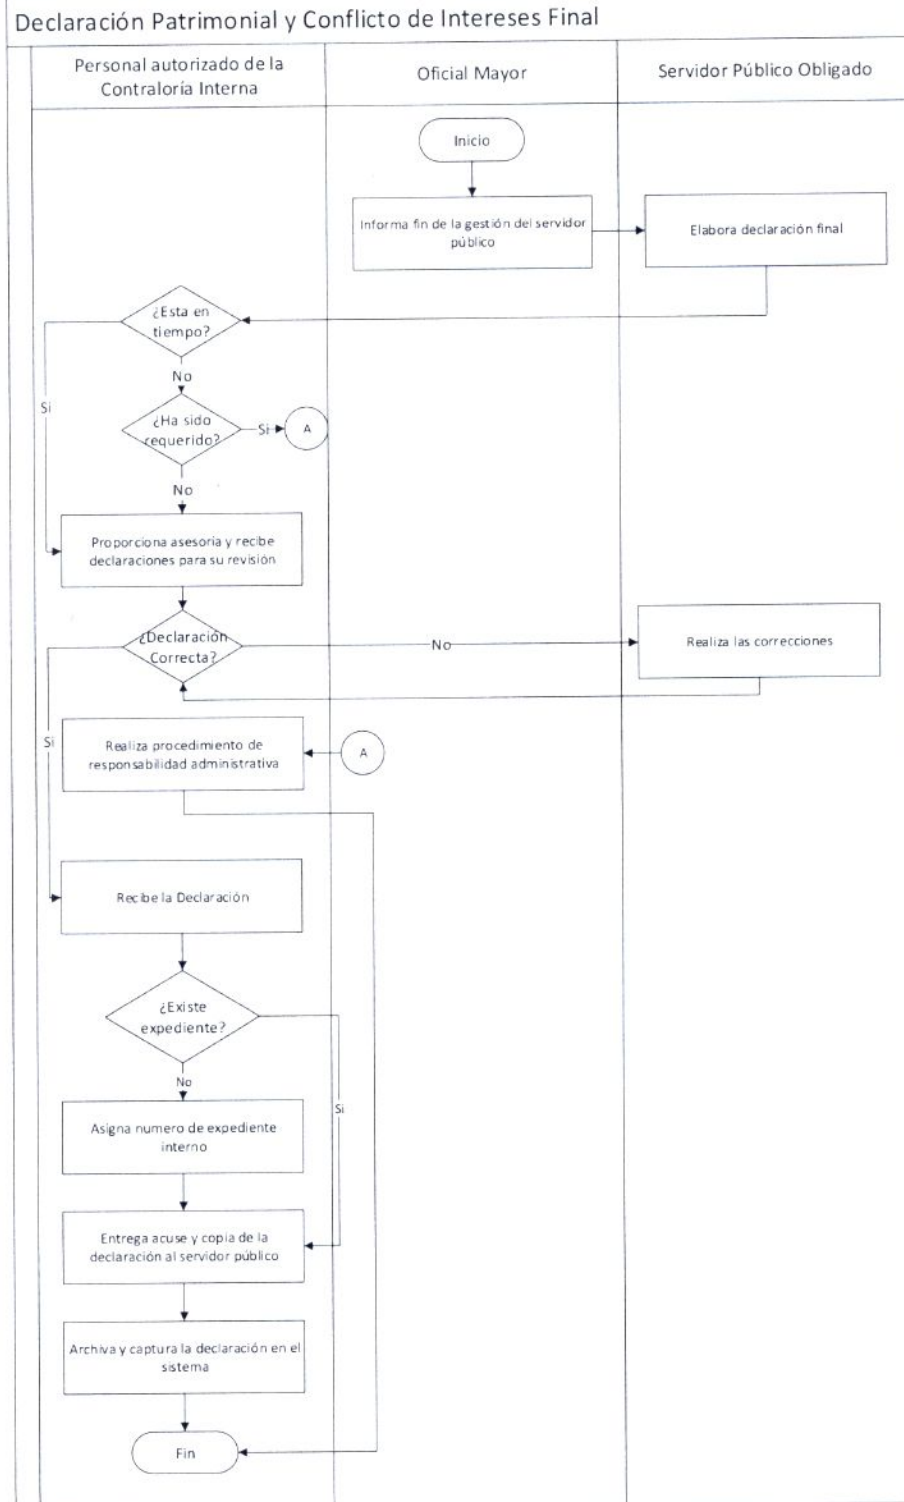 Declaración Patrimonial y Conflicto de Intereses Final
Personal autorizado de la
Contraloría Interna
Oficial Mayor
Servidor Público Obligado
Inicio
Informa fin de la gestión del servidor
público
Elabora declaración final
¿Esta en
tiempo?
No
Si
¿Ha sido
requerido?
Si
A
No
Proporciona asesoria y recibe
declaraciones para su revisión
¿Declaración
Correcta?
No
Realiza las correcciones
Si
Realiza procedimiento de
responsabilidad administrativa
A
Recibe la Declaración
¿Existe
expediente?
No
Si
Asigna numero de expediente
interno
Entrega acuse y copia de la
declaración al servidor público
Archiva y captura la declaración en el
sistema
Fin